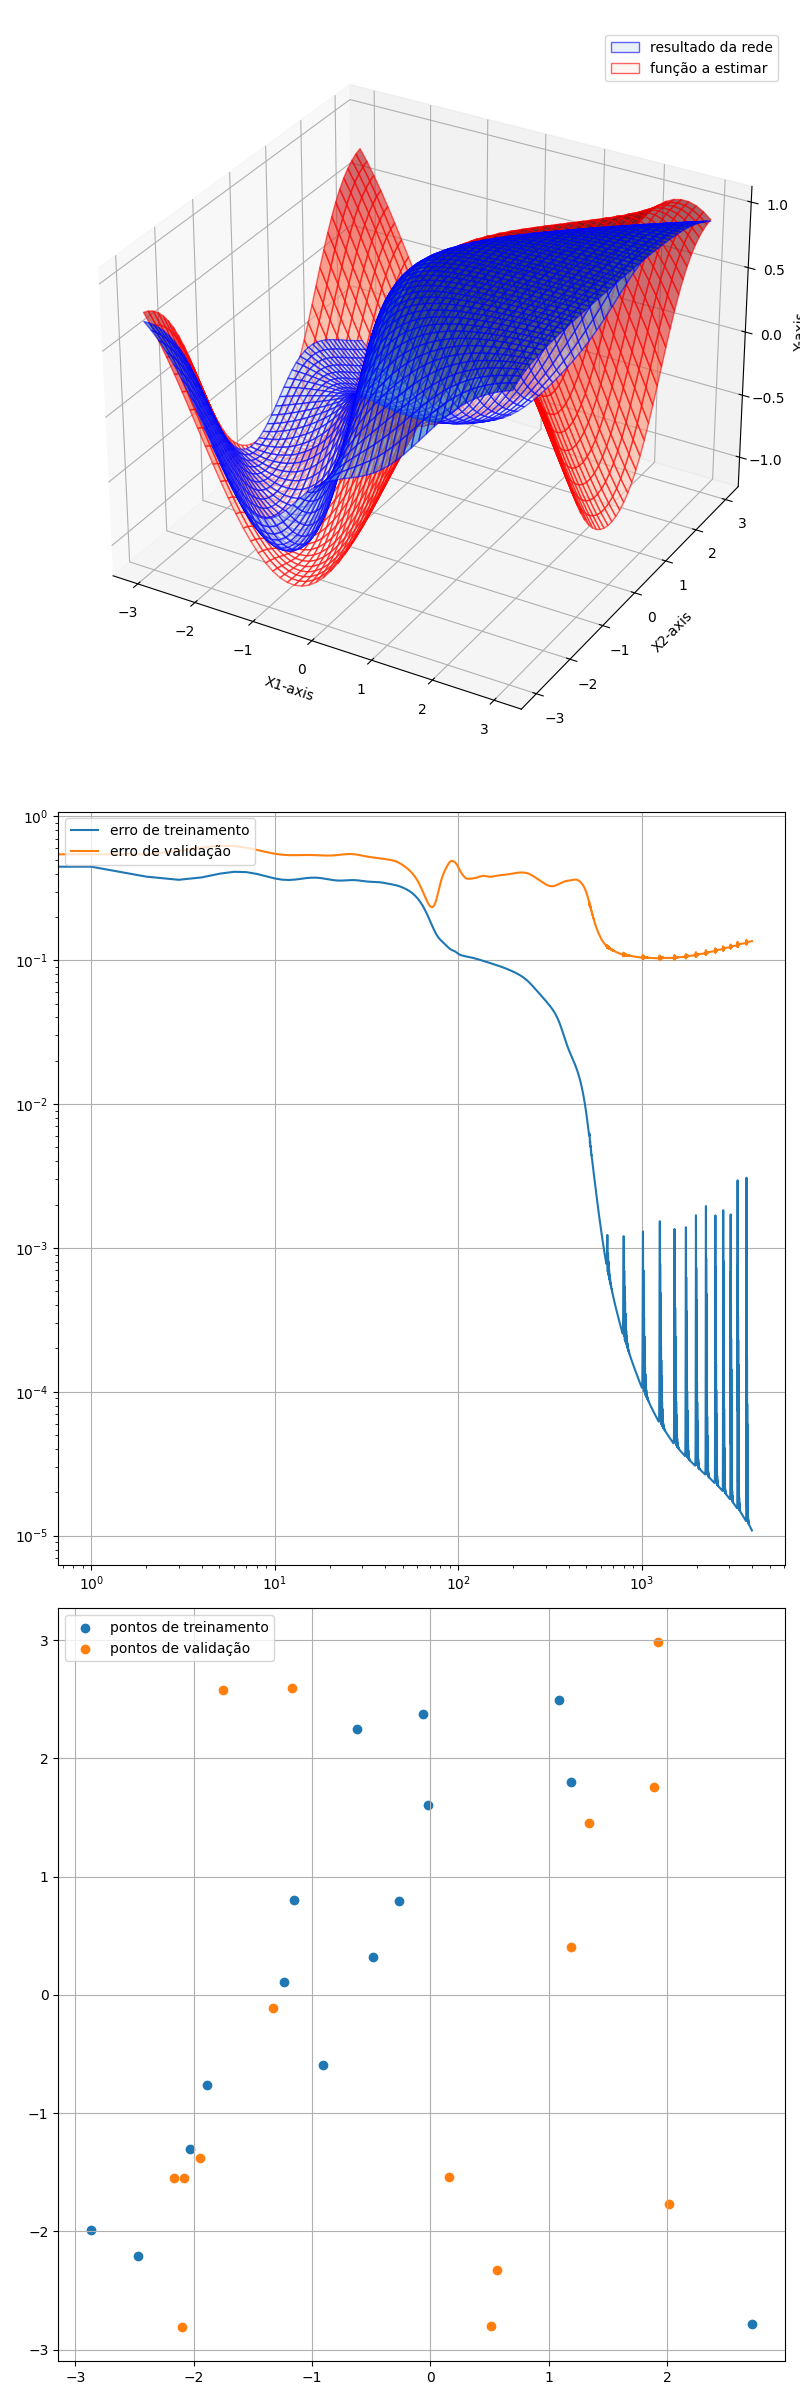 resultado da rede
função a estimar
1.0
0.5
0.0
−0.5
−1.0
Y-axis
−3
−2
−1
0
1
2
3
X1-axis
3
2
1
0
−1
−2
−3
X2-axis
10⁰
10⁻¹
10⁻²
10⁻³
10⁻⁴
10⁻⁵
erro de treinamento
erro de validação
10⁰ 10¹ 10² 10³
pontos de treinamento
pontos de validação
3
2
1
0
−1
−2
−3
−3 −2 −1 0 1 2